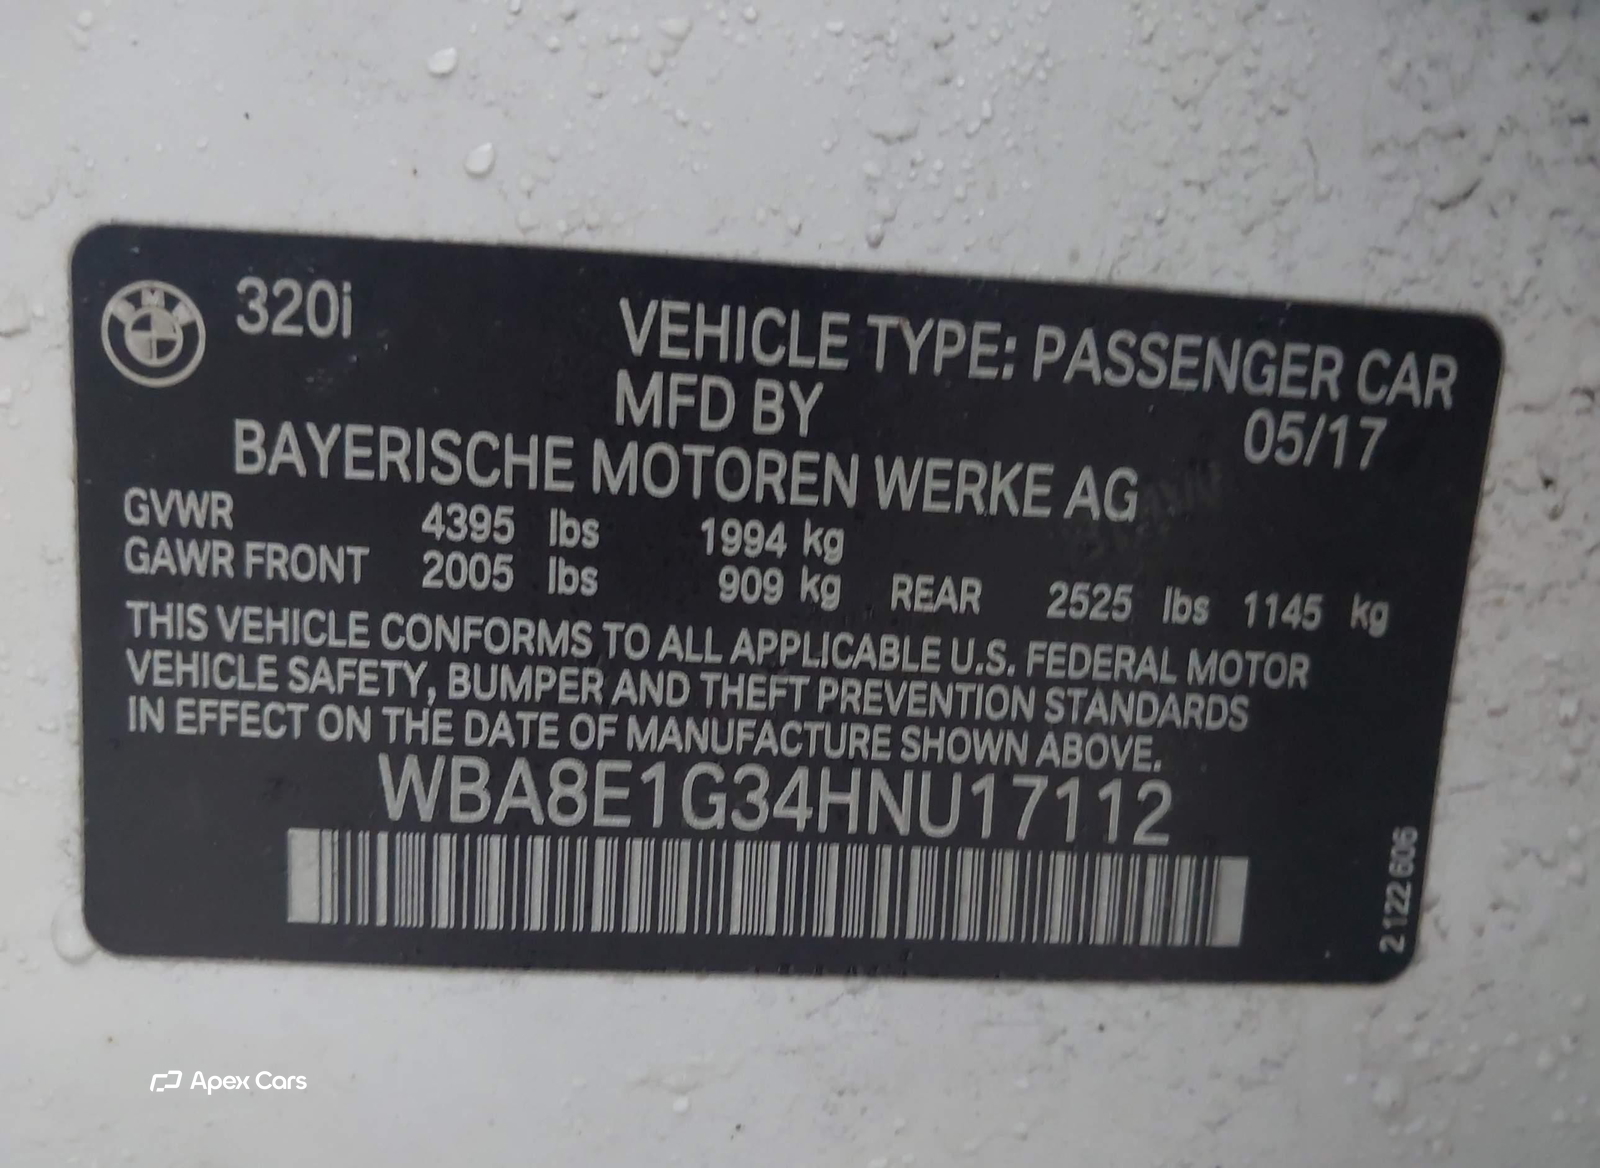 320i
VEHICLE TYPE: PASSENGER CAR
MFD BY 05/17
BAYERISCHE MOTOREN WERKE AG
GVWR 4395 lbs 1994 kg
GAWR FRONT 2005 lbs 909 kg REAR 2525 lbs 1145 kg
THIS VEHICLE CONFORMS TO ALL APPLICABLE U.S. FEDERAL MOTOR
VEHICLE SAFETY, BUMPER AND THEFT PREVENTION STANDARDS
IN EFFECT ON THE DATE OF MANUFACTURE SHOWN ABOVE.
WBA8E1G34HNU17112
2 122 606
Apex Cars